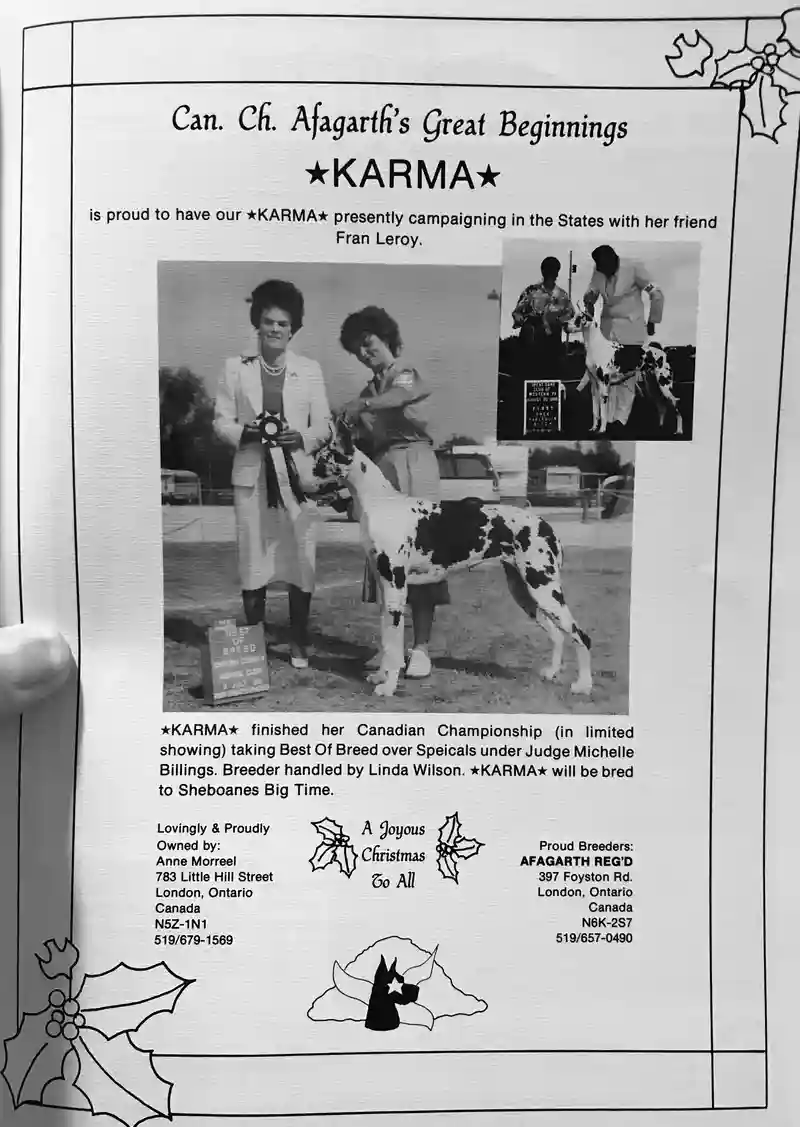 Can. Ch. Afagarth's Great Beginnings
★KARMA★
is proud to have our ★KARMA★ presently campaigning in the States with her friend
Fran Leroy.
BEST
OF
BREED
★KARMA★ finished her Canadian Championship (in limited
showing) taking Best Of Breed over Speicals under Judge Michelle
Billings. Breeder handled by Linda Wilson. ★KARMA★ will be bred
to Sheboanes Big Time.
Lovingly & Proudly
Owned by:
Anne Morreel
783 Little Hill Street
London, Ontario
Canada
N5Z-1N1
519/679-1569
A Joyous
Christmas
To All
Proud Breeders:
AFAGARTH REG'D
397 Foyston Rd.
London, Ontario
Canada
N6K-2S7
519/657-0490